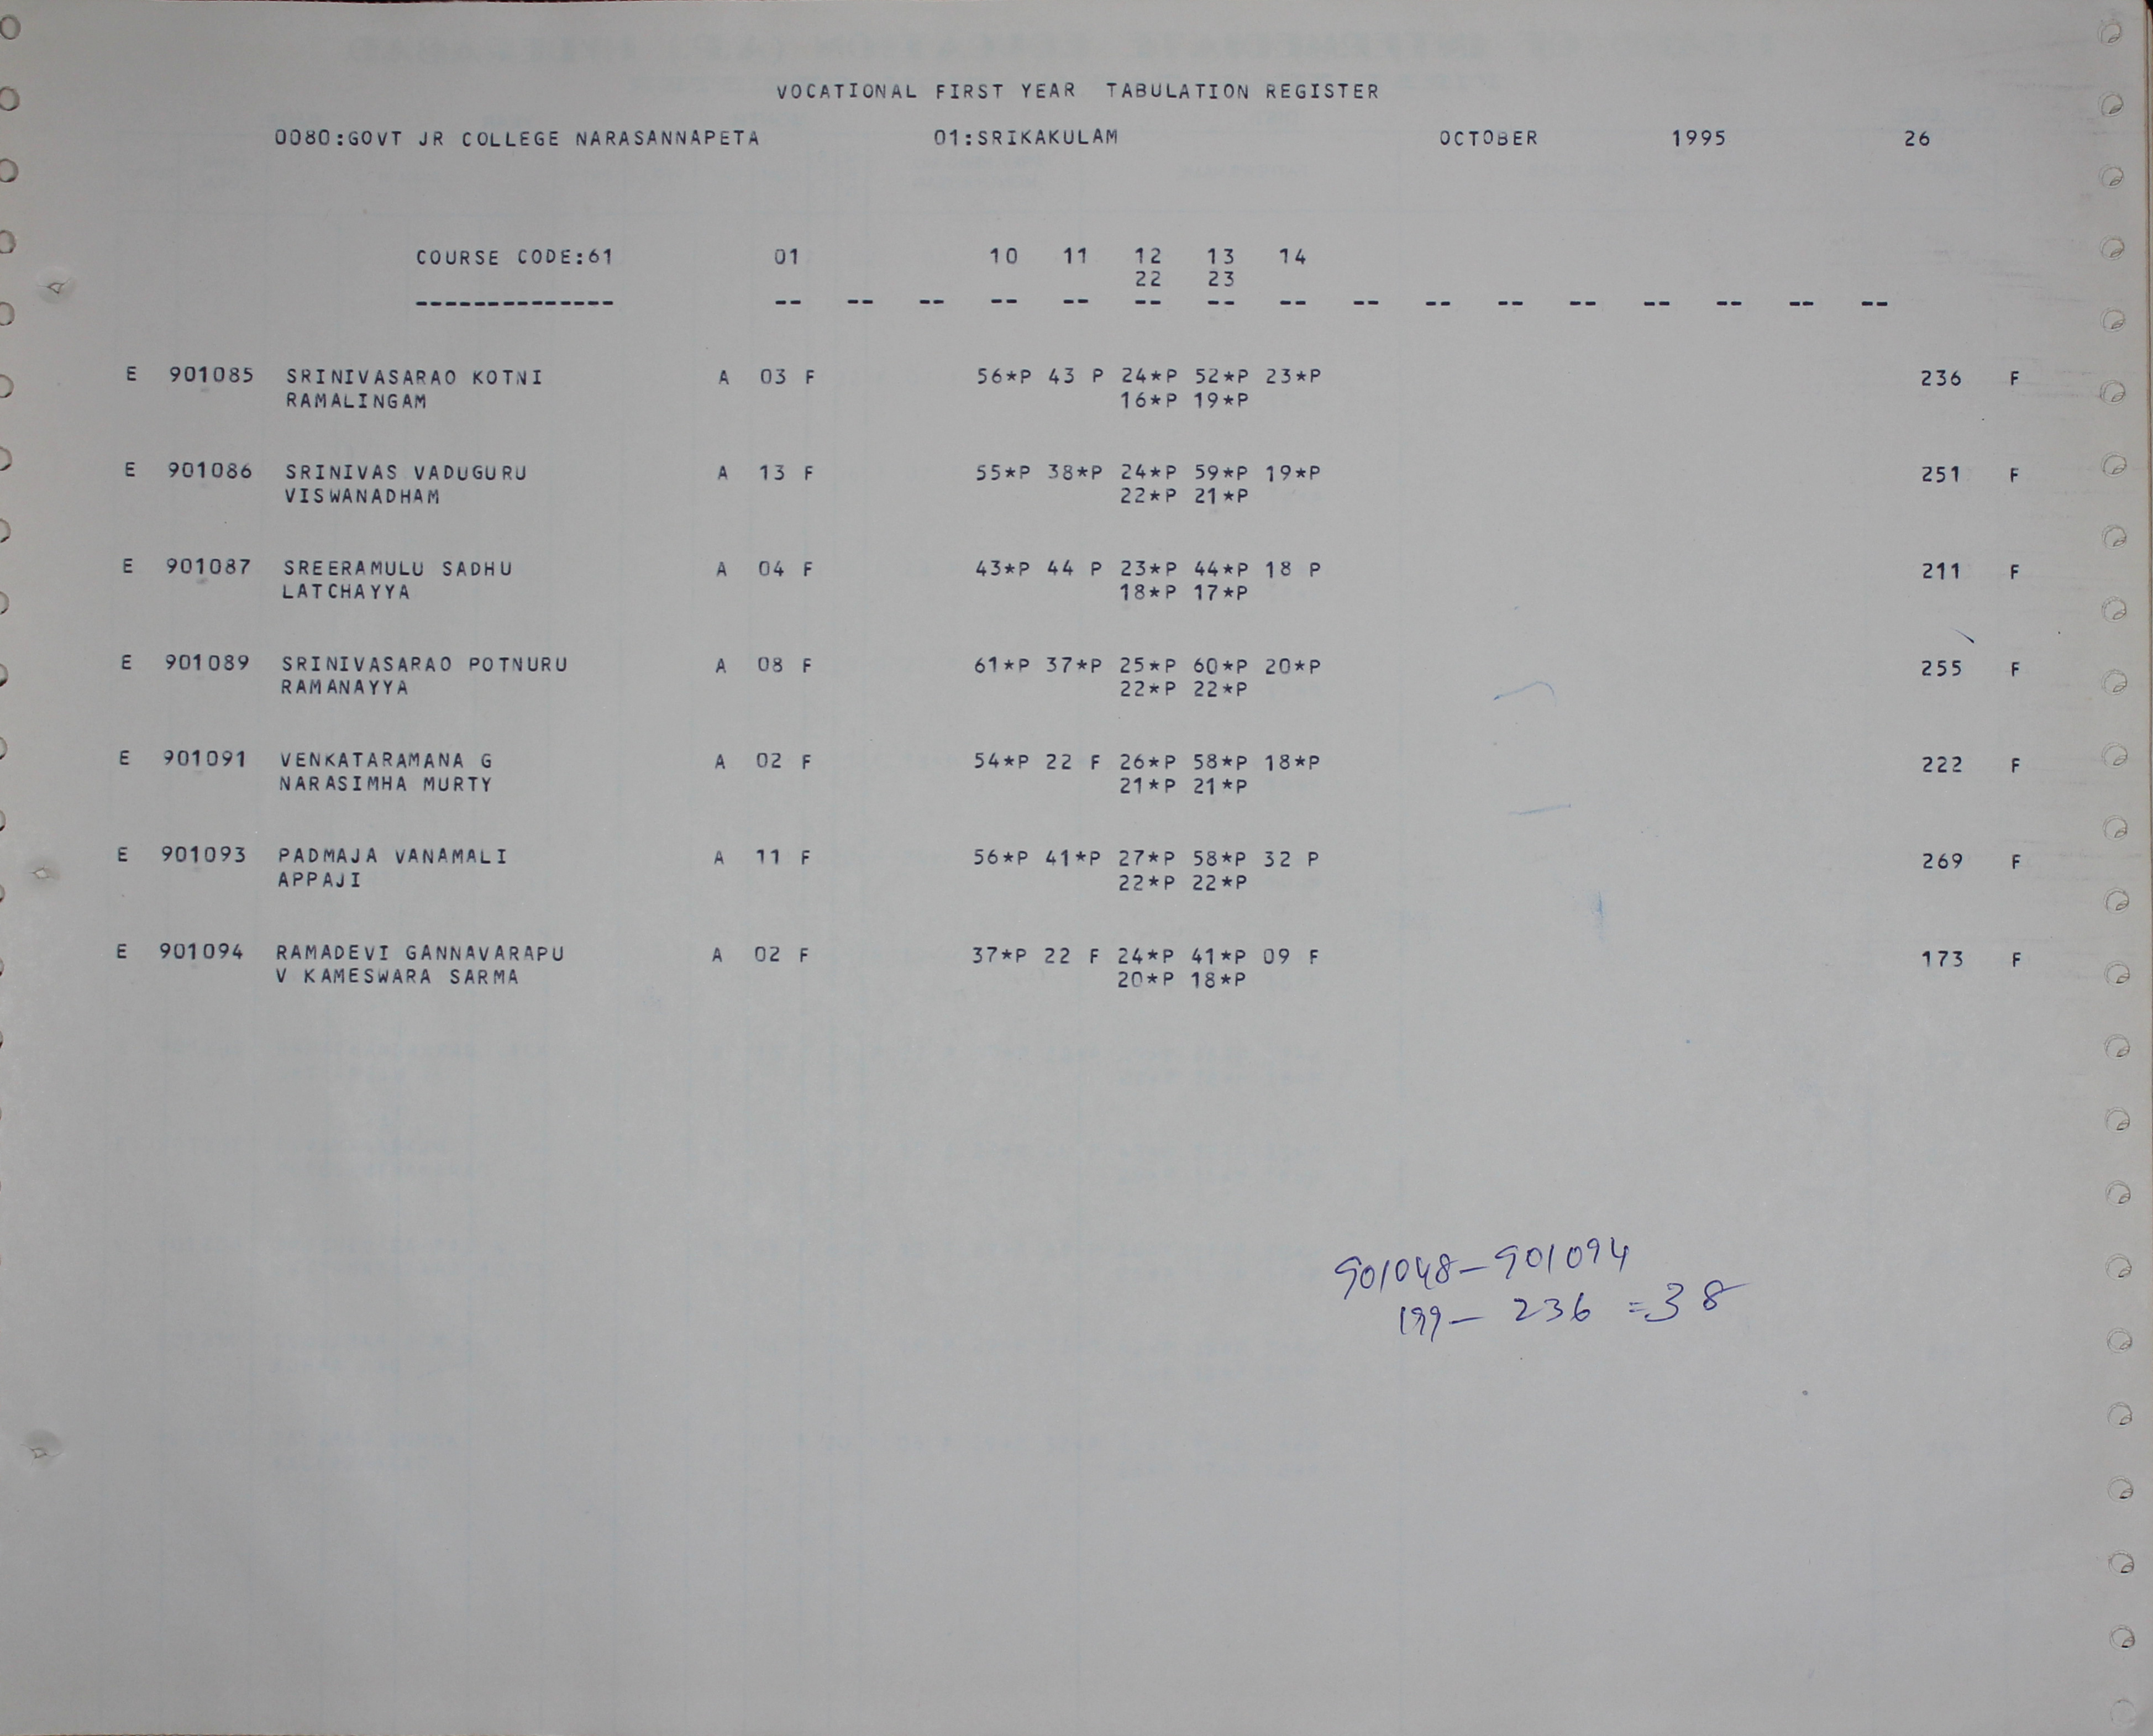 VOCATIONAL FIRST YEAR TABULATION REGISTER
0080:GOVT JR COLLEGE NARASANNAPETA 01:SRIKAKULAM OCTOBER 1995 26
COURSE CODE:61 01 10 11 12 13 14
22 23
-------------- -- -- -- -- -- -- -- -- -- -- -- -- -- -- -- --
E 901085 SRINIVASARAO KOTNI A 03 F 56*P 43 P 24*P 52*P 23*P 236 F
RAMALINGAM 16*P 19*P
E 901086 SRINIVAS VADUGURU A 13 F 55*P 38*P 24*P 59*P 19*P 251 F
VISWANADHAM 22*P 21*P
E 901087 SREERAMULU SADHU A 04 F 43*P 44 P 23*P 44*P 18 P 211 F
LATCHAYYA 18*P 17*P
E 901089 SRINIVASARAO POTNURU A 08 F 61*P 37*P 25*P 60*P 20*P 255 F
RAMANAYYA 22*P 22*P
E 901091 VENKATARAMANA G A 02 F 54*P 22 F 26*P 58*P 18*P 222 F
NARASIMHA MURTY 21*P 21*P
E 901093 PADMAJA VANAMALI A 11 F 56*P 41*P 27*P 58*P 32 P 269 F
APPAJI 22*P 22*P
E 901094 RAMADEVI GANNAVARAPU A 02 F 37*P 22 F 24*P 41*P 09 F 173 F
V KAMESWARA SARMA 20*P 18*P
901048-901094
199- 236 =38